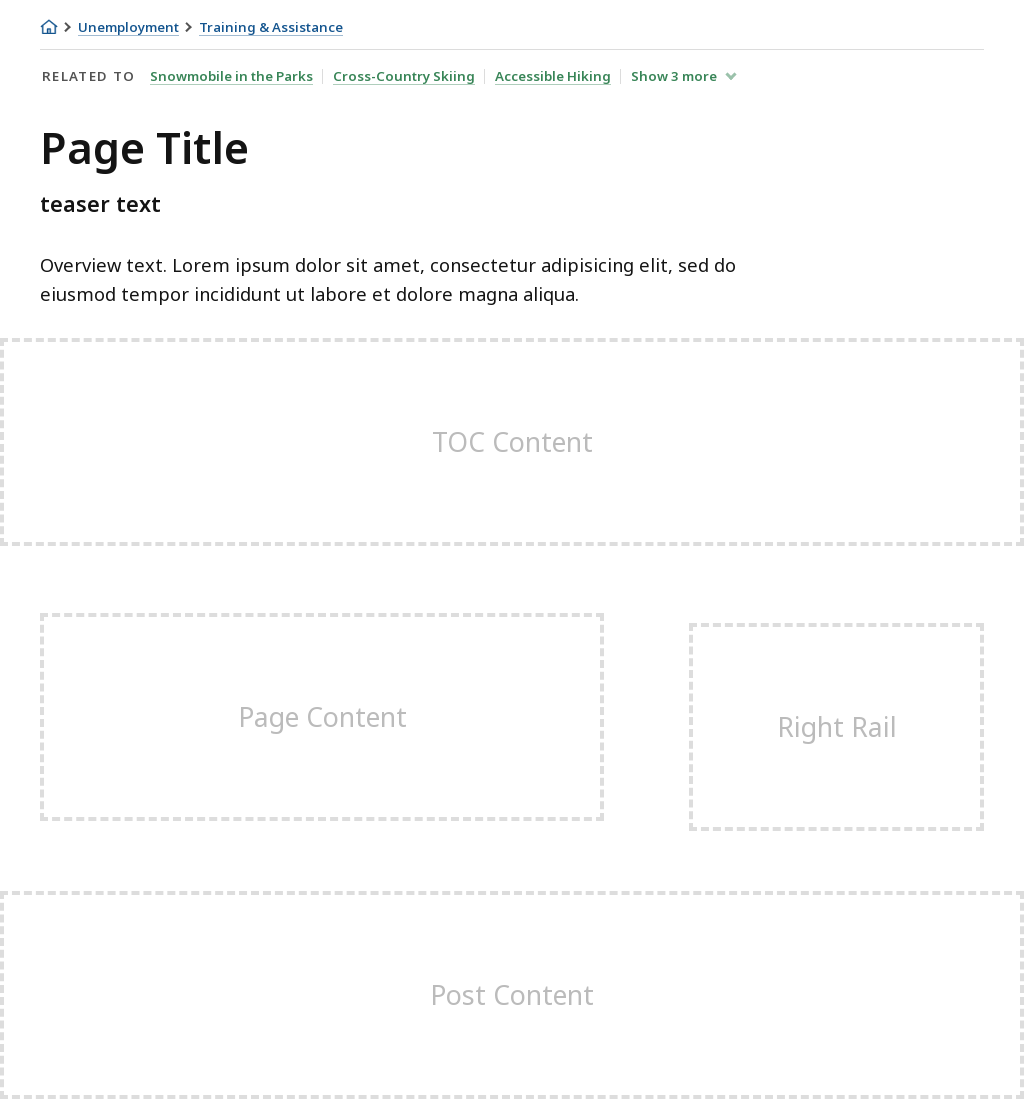 Unemployment Training & Assistance
RELATED TO Snowmobile in the Parks Cross-Country Skiing Accessible Hiking Show 3 more
Page Title
teaser text
Overview text. Lorem ipsum dolor sit amet, consectetur adipisicing elit, sed do
eiusmod tempor incididunt ut labore et dolore magna aliqua.
TOC Content
Page Content
Right Rail
Post Content